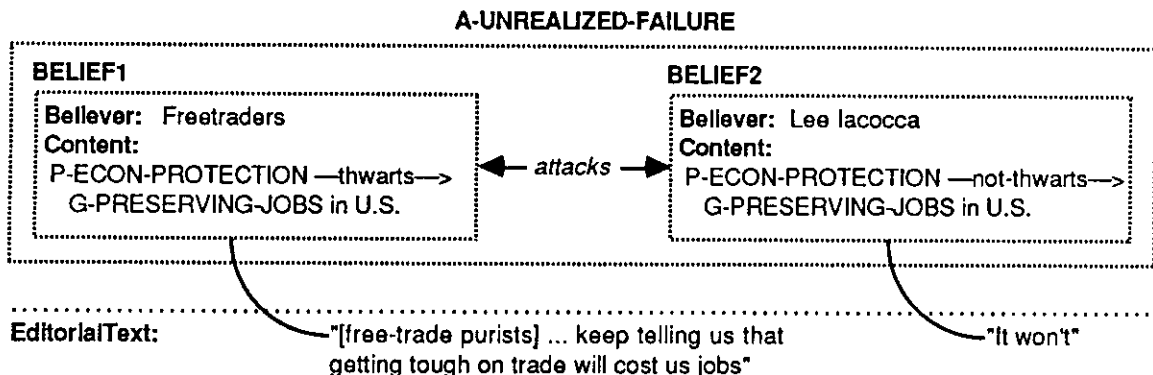 A-UNREALIZED-FAILURE
BELIEF1
Believer: Freetraders
Content:
P-ECON-PROTECTION —thwarts—>
G-PRESERVING-JOBS in U.S.
attacks
BELIEF2
Believer: Lee Iacocca
Content:
P-ECON-PROTECTION —not-thwarts—>
G-PRESERVING-JOBS in U.S.
EditorialText:
"[free-trade purists] ... keep telling us that
getting tough on trade will cost us jobs"
"It won't"